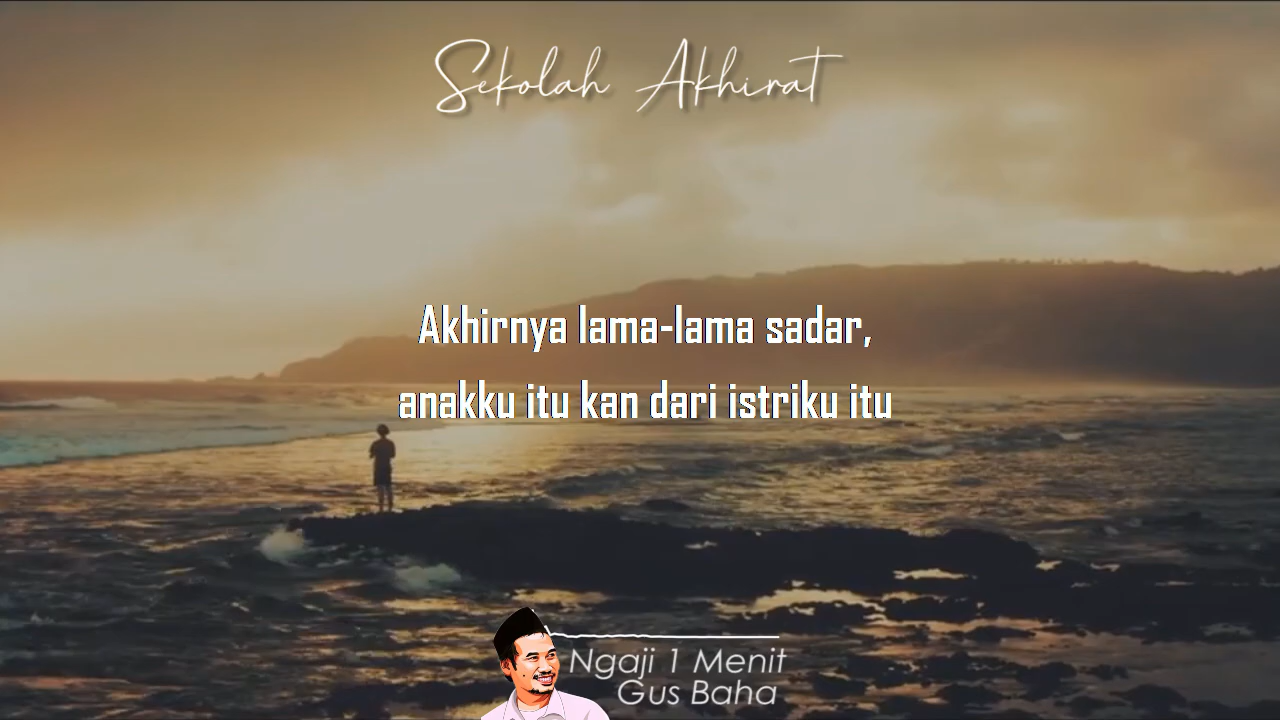 Sekolah Akhirat
Akhirnya lama-lama sadar,
anakku itu kan dari istriku itu
Ngaji 1 Menit
Gus Baha